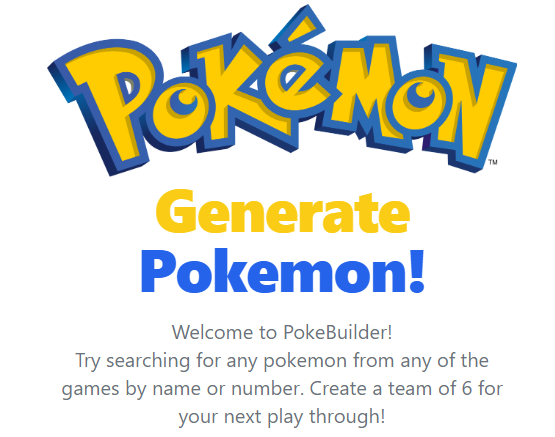 POKéMON
TM
Generate
Pokemon!
Welcome to PokeBuilder!
Try searching for any pokemon from any of the
games by name or number. Create a team of 6 for
your next play through!